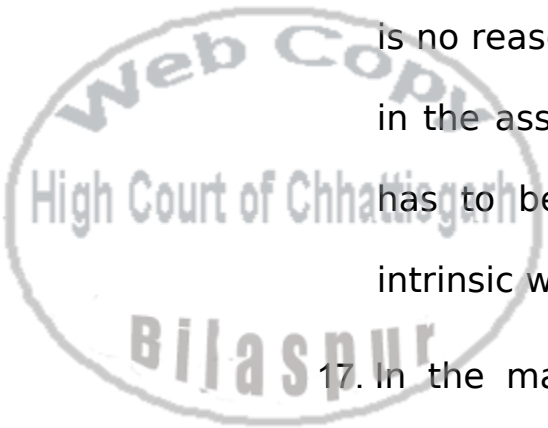 Web Copy
High Court of Chhattisgarh
Bilaspur
is no reas
in the ass
has to be
intrinsic w
17. In the ma